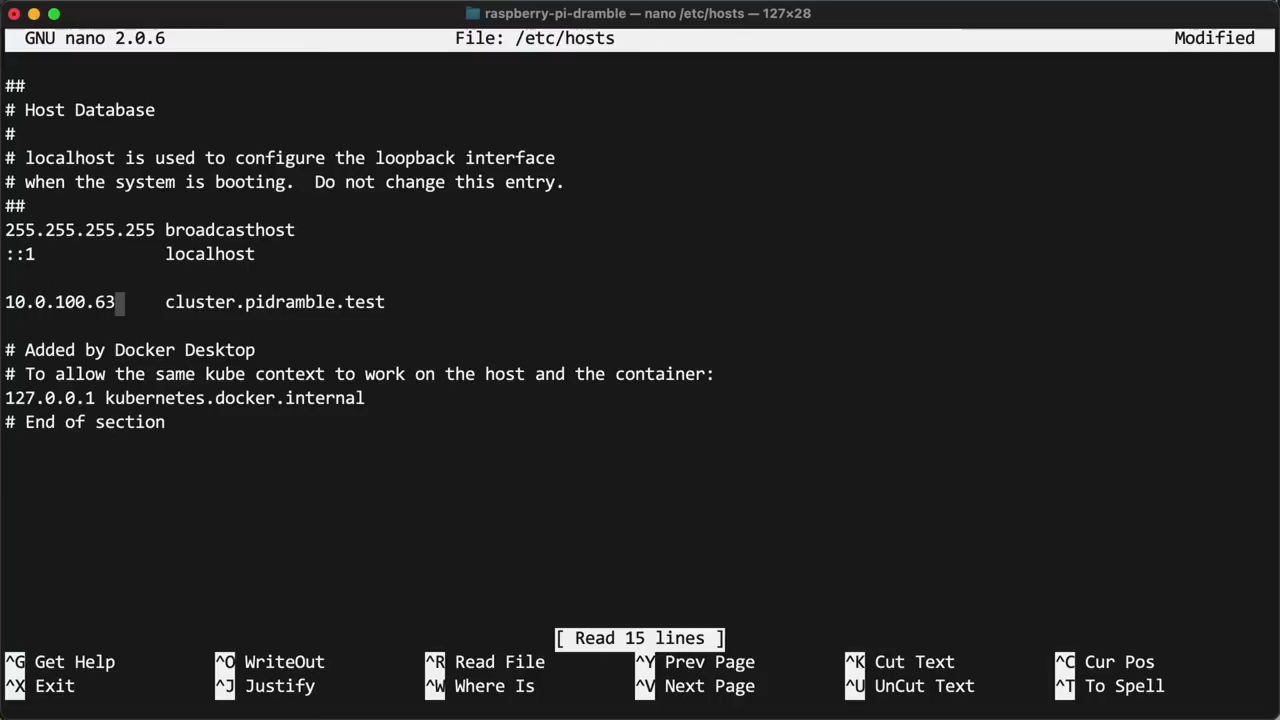 raspberry-pi-dramble — nano /etc/hosts — 127×28
GNU nano 2.0.6 File: /etc/hosts Modified
##
# Host Database
#
# localhost is used to configure the loopback interface
# when the system is booting.  Do not change this entry.
##
255.255.255.255 broadcasthost
::1             localhost
10.0.100.63     cluster.pidramble.test
# Added by Docker Desktop
# To allow the same kube context to work on the host and the container:
127.0.0.1 kubernetes.docker.internal
# End of section
[ Read 15 lines ]
^G Get Help ^O WriteOut ^R Read File ^Y Prev Page ^K Cut Text ^C Cur Pos
^X Exit ^J Justify ^W Where Is ^V Next Page ^U UnCut Text ^T To Spell